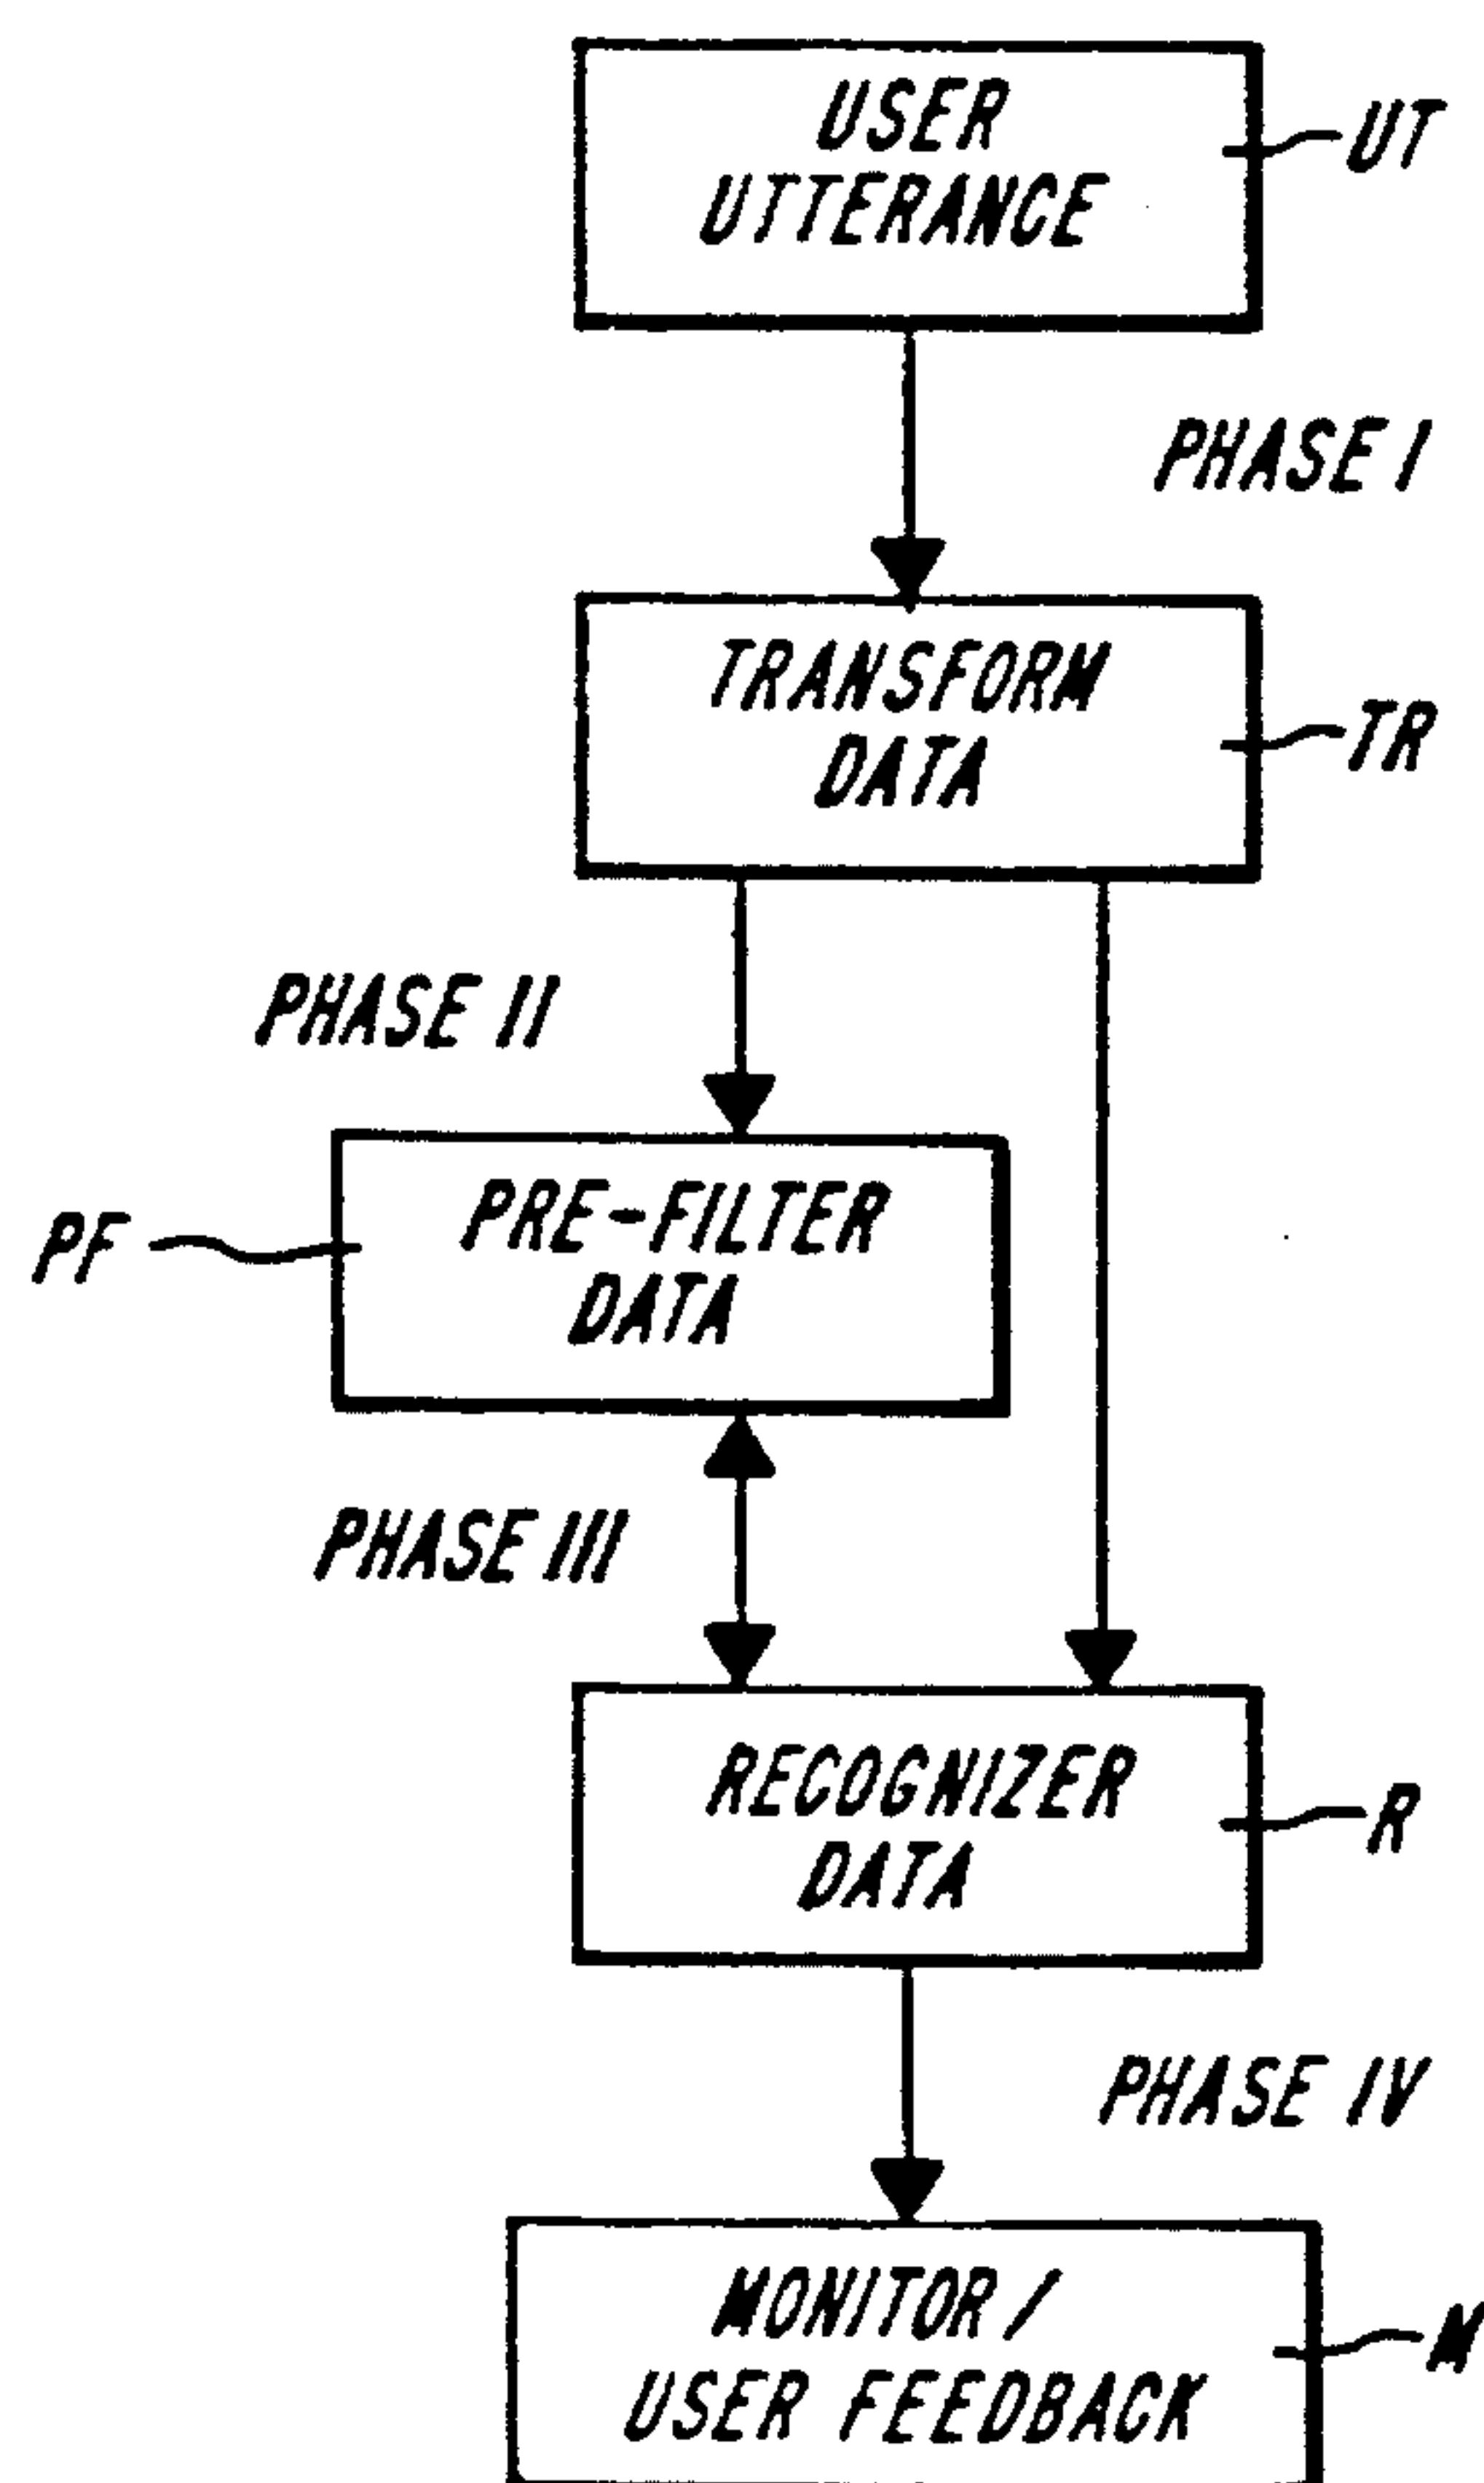 USER
UTTERANCE
UT
PHASE I
TRANSFORM
DATA
TR
PHASE II
PRE-FILTER
DATA
PF
PHASE III
RECOGNIZER
DATA
R
PHASE IV
MONITOR /
USER FEEDBACK
M